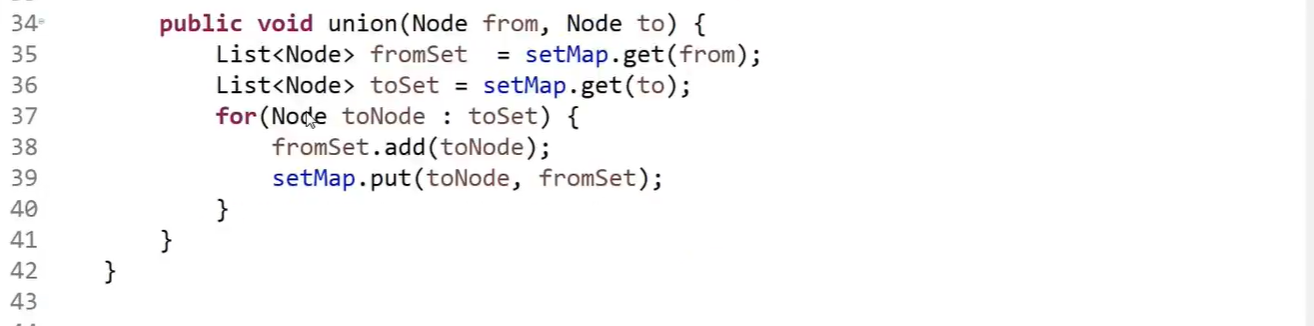 34 public void union(Node from, Node to) {
35 List<Node> fromSet  = setMap.get(from);
36 List<Node> toSet = setMap.get(to);
37 for(Node toNode : toSet) {
38 fromSet.add(toNode);
39 setMap.put(toNode, fromSet);
40 }
41 }
42 }
43